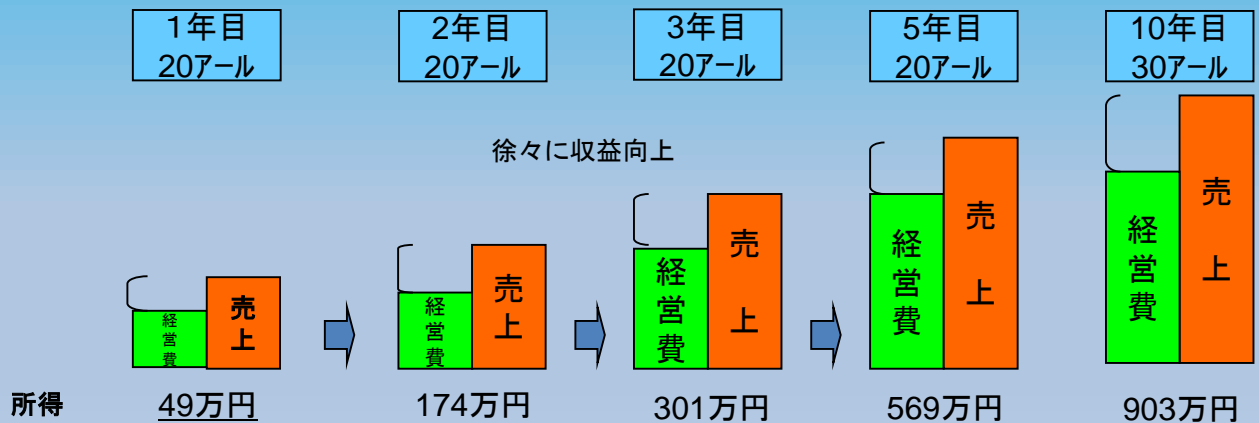 1年目
20アール
2年目
20アール
3年目
20アール
5年目
20アール
10年目
30アール
徐々に収益向上
経営費
売上
経営費
売上
経営費
売上
経営費
売上
経営費
売上
所得
49万円
174万円
301万円
569万円
903万円